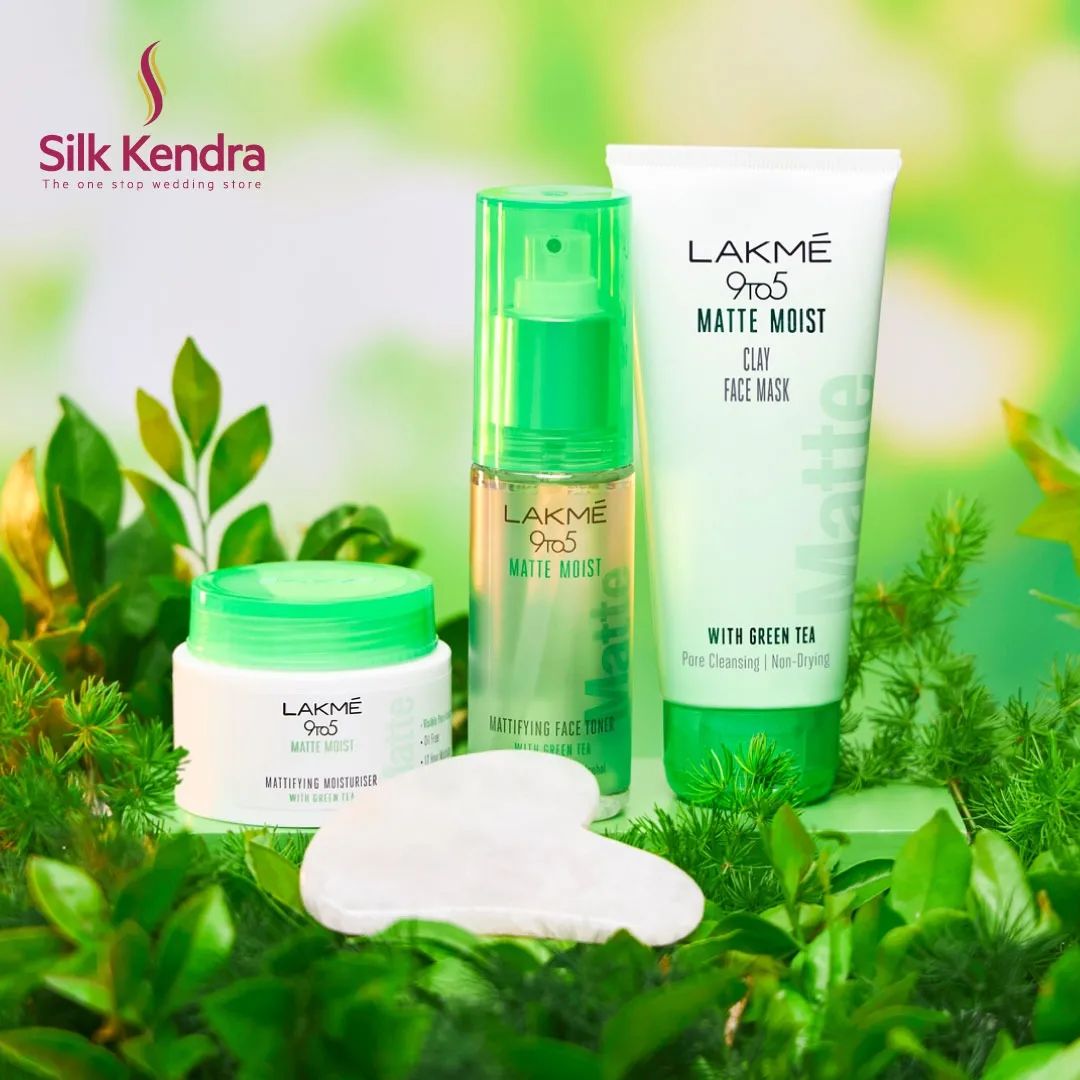 Silk Kendra
The one stop wedding store
LAKMÉ
9TO5
MATTE MOIST
CLAY
FACE MASK
Matte
WITH GREEN TEA
Pore Cleansing | Non-Drying
LAKMÉ
9TO5
MATTE MOIST
Matte
MATTIFYING FACE TONER
WITH GREEN TEA
LAKMÉ
9TO5
MATTE MOIST
Matte
MATTIFYING MOISTURISER
WITH GREEN TEA
• Oil Free